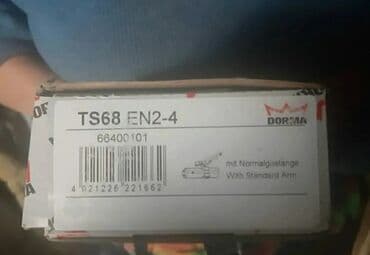 TS68 EN2-4
66400101
DORMA
mit Normalgestänge
With Standard Arm
4 021226 221662